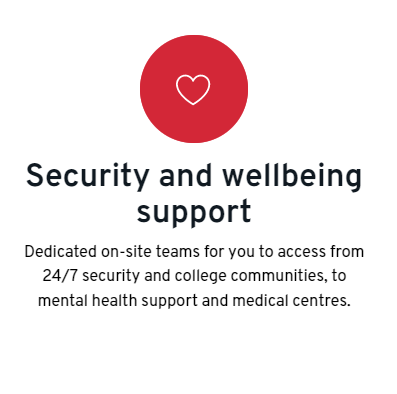 Security and wellbeing
support
Dedicated on-site teams for you to access from
24/7 security and college communities, to
mental health support and medical centres.